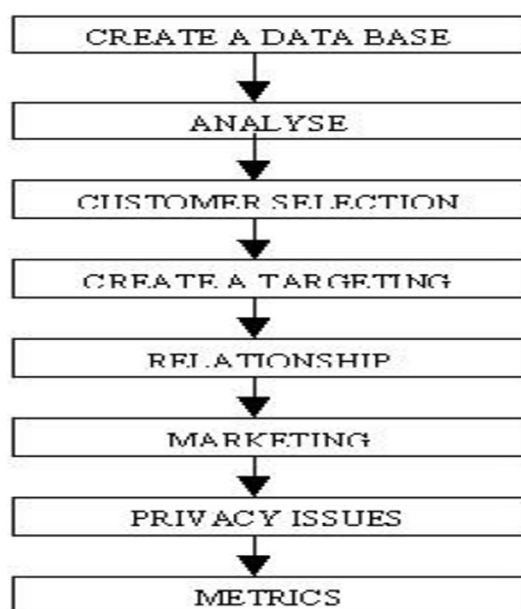 CREATE A DATA BASE
ANALYSE
CUSTOMER SELECTION
CREATE A TARGETING
RELATIONSHIP
MARKETING
PRIVACY ISSUES
METRICS